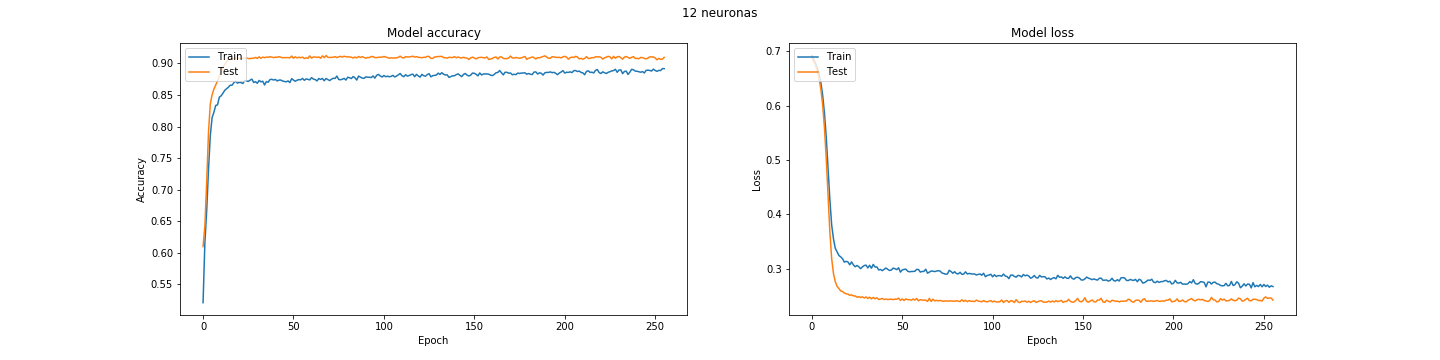 12 neuronas
Model accuracy
Train
Test
0.90
0.85
0.80
0.75
0.70
0.65
0.60
0.55
Accuracy
0 50 100 150 200 250
Epoch
Model loss
Train
Test
0.7
0.6
0.5
0.4
0.3
Loss
0 50 100 150 200 250
Epoch